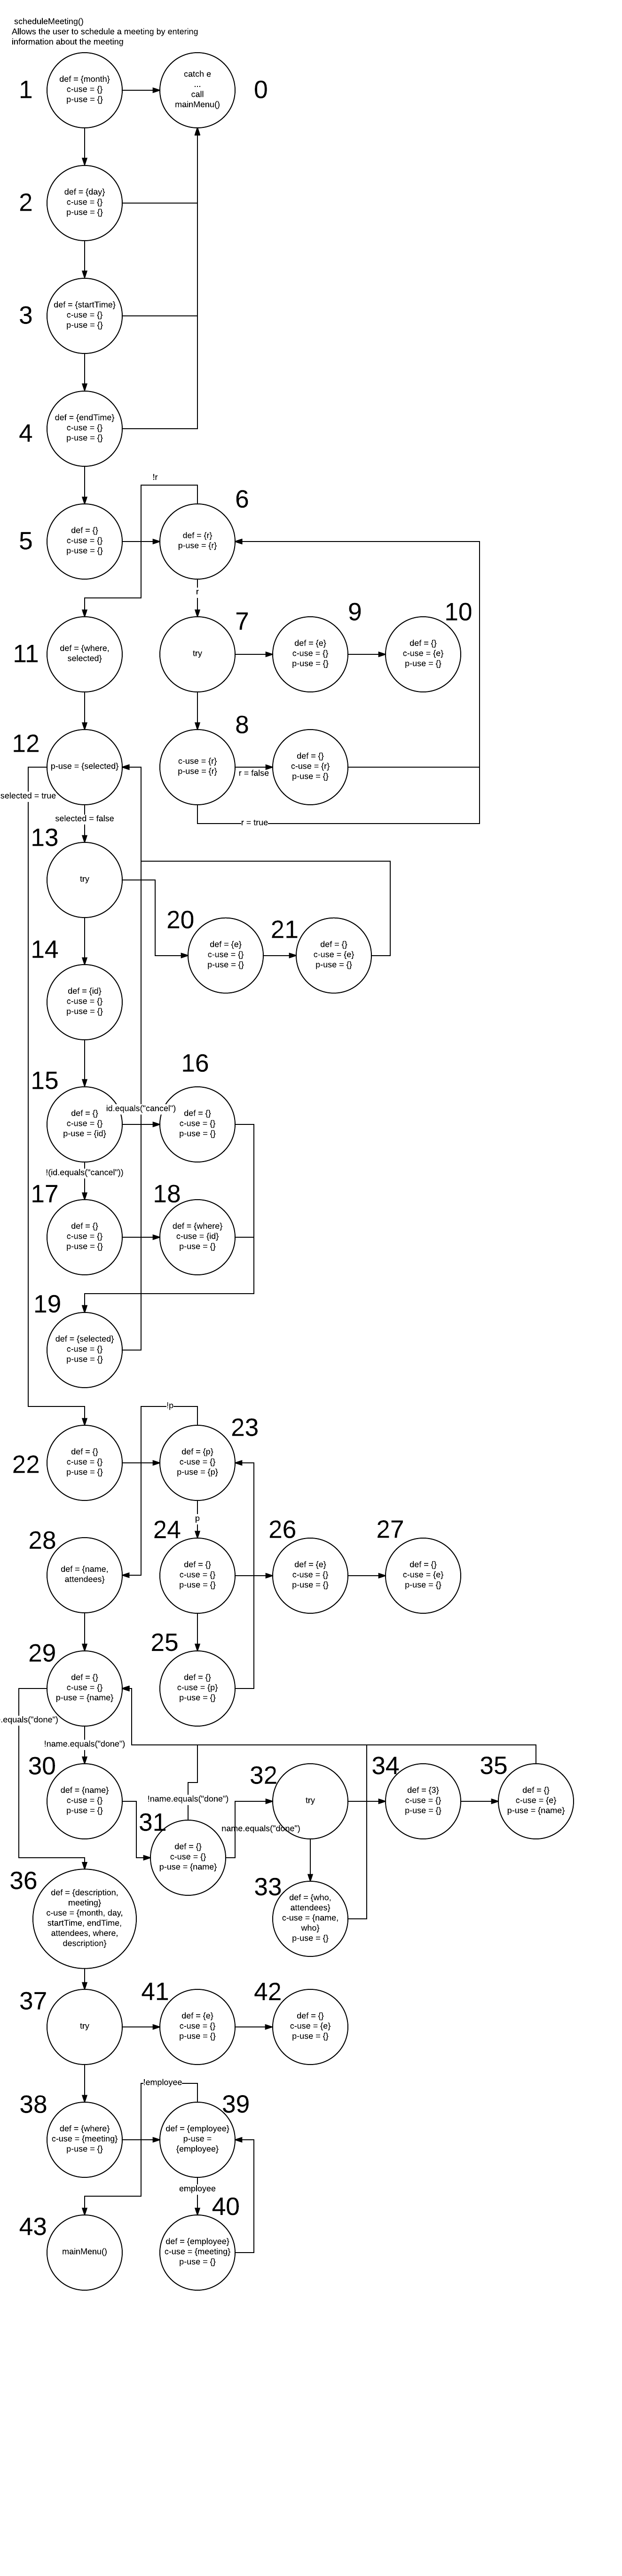 scheduleMeeting()
Allows the user to schedule a meeting by entering
information about the meeting
1
def = {month}
c-use = {}
p-use = {}
catch e
...
call
mainMenu()
0
2
def = {day}
c-use = {}
p-use = {}
3
def = {startTime}
c-use = {}
p-use = {}
4
def = {endTime}
c-use = {}
p-use = {}
!r
5
def = {}
c-use = {}
p-use = {}
6
def = {r}
p-use = {r}
r
11
def = {where,
selected}
7
try
9
def = {e}
c-use = {}
p-use = {}
10
def = {}
c-use = {e}
p-use = {}
12
p-use = {selected}
8
c-use = {r}
p-use = {r}
r = false
def = {}
c-use = {r}
p-use = {}
selected = true
selected = false
r = true
13
try
20
def = {e}
c-use = {}
p-use = {}
21
def = {}
c-use = {e}
p-use = {}
14
def = {id}
c-use = {}
p-use = {}
15
def = {}
c-use = {}
p-use = {id}
id.equals("cancel")
16
def = {}
c-use = {}
p-use = {}
!(id.equals("cancel"))
17
def = {}
c-use = {}
p-use = {}
18
def = {where}
c-use = {id}
p-use = {}
19
def = {selected}
c-use = {}
p-use = {}
!p
22
def = {}
c-use = {}
p-use = {}
23
def = {p}
c-use = {}
p-use = {p}
p
28
def = {name,
attendees}
24
def = {}
c-use = {}
p-use = {}
26
def = {e}
c-use = {}
p-use = {}
27
def = {}
c-use = {e}
p-use = {}
29
def = {}
c-use = {}
p-use = {name}
25
def = {}
c-use = {p}
p-use = {}
.equals("done")
!name.equals("done")
30
def = {name}
c-use = {}
p-use = {}
!name.equals("done")
31
def = {}
c-use = {}
p-use = {name}
name.equals("done")
32
try
34
def = {3}
c-use = {}
p-use = {}
35
def = {}
c-use = {e}
p-use = {name}
33
def = {who,
attendees}
c-use = {name,
who}
p-use = {}
36
def = {description,
meeting}
c-use = {month, day,
startTime, endTime,
attendees, where,
description}
37
try
41
def = {e}
c-use = {}
p-use = {}
42
def = {}
c-use = {e}
p-use = {}
!employee
38
def = {where}
c-use = {meeting}
p-use = {}
39
def = {employee}
p-use =
{employee}
employee
43
mainMenu()
40
def = {employee}
c-use = {meeting}
p-use = {}